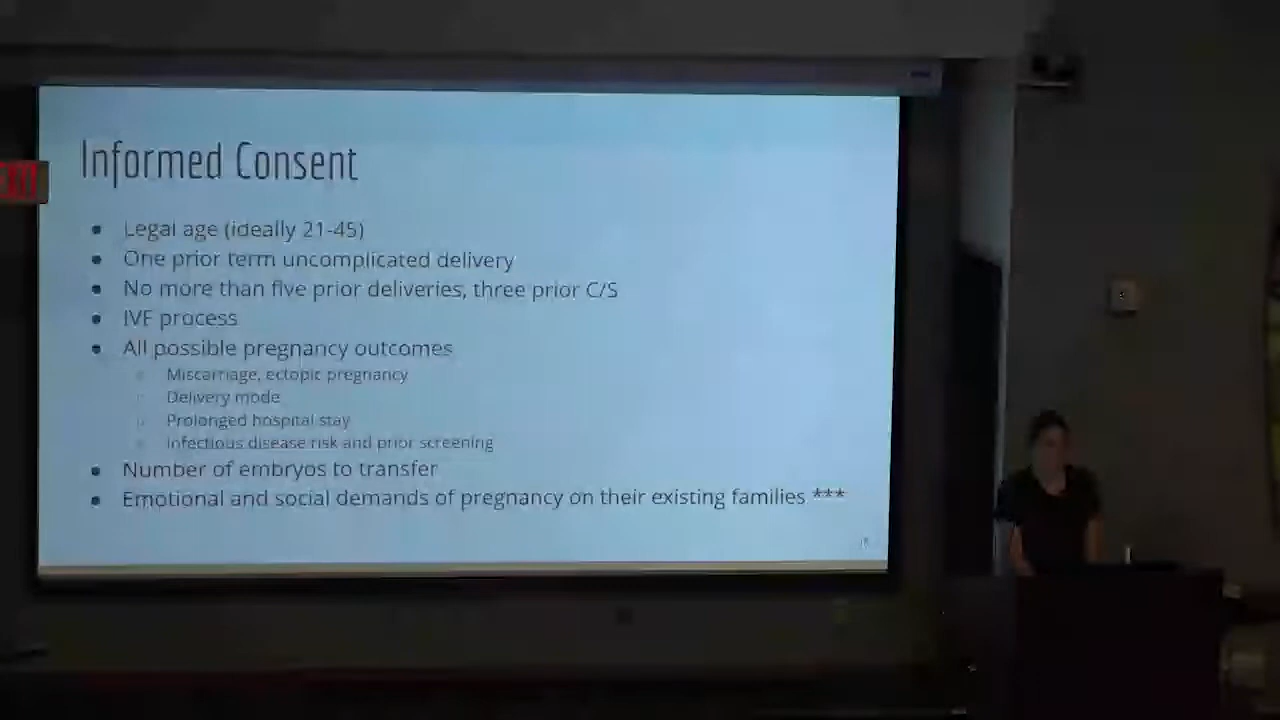 Informed Consent
● Legal age (ideally 21-45)
● One prior term uncomplicated delivery
● No more than five prior deliveries, three prior C/S
● IVF process
● All possible pregnancy outcomes
○ Miscarriage, ectopic pregnancy
○ Delivery mode
○ Prolonged hospital stay
○ Infectious disease risk and prior screening
● Number of embryos to transfer
● Emotional and social demands of pregnancy on their existing families ***